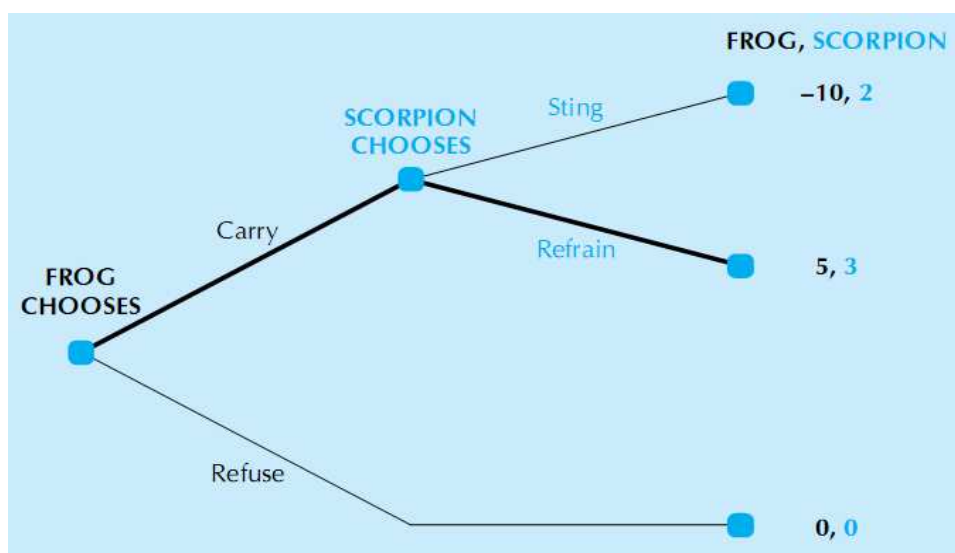 FROG, SCORPION
Sting
–10, 2
SCORPION
CHOOSES
Carry
Refrain
5, 3
FROG
CHOOSES
Refuse
0, 0